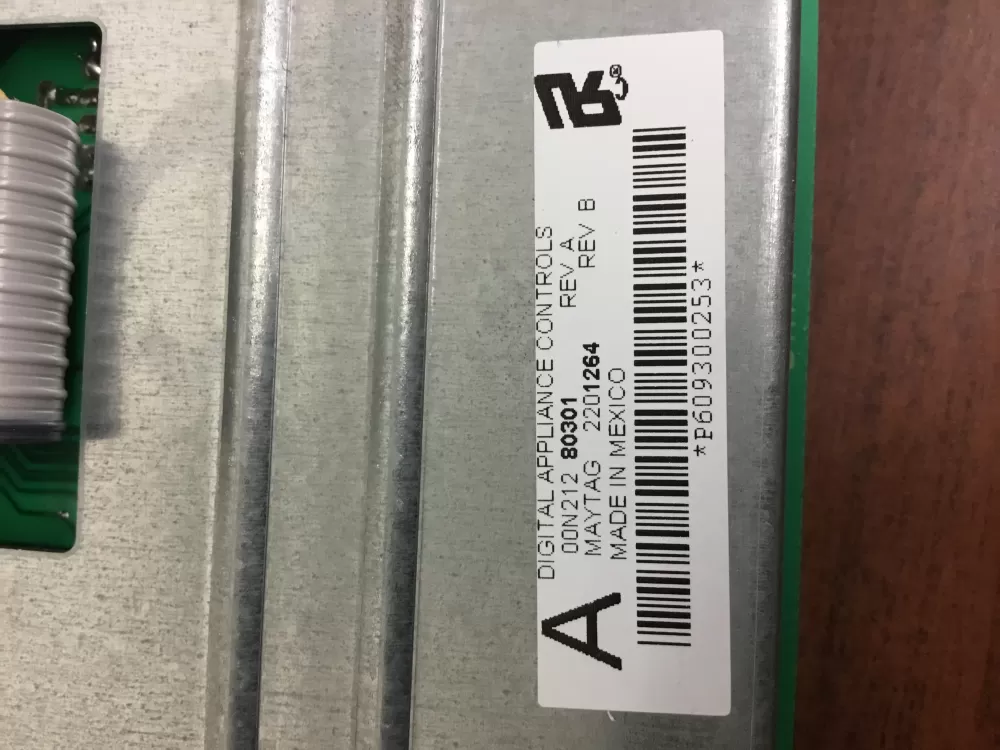 DIGITAL APPLIANCE CONTROLS
00N212 80301 REV A
MAYTAG 2201264 REV B
MADE IN MEXICO
*P609300253*
A